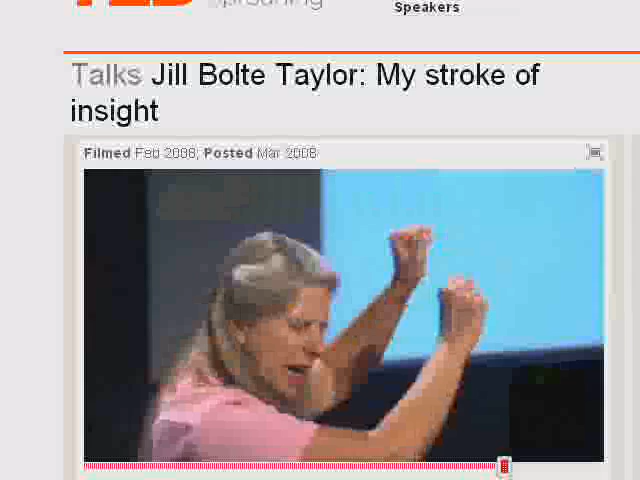 Speakers
Talks Jill Bolte Taylor: My stroke of
insight
Filmed Feb 2008; Posted Mar 2008